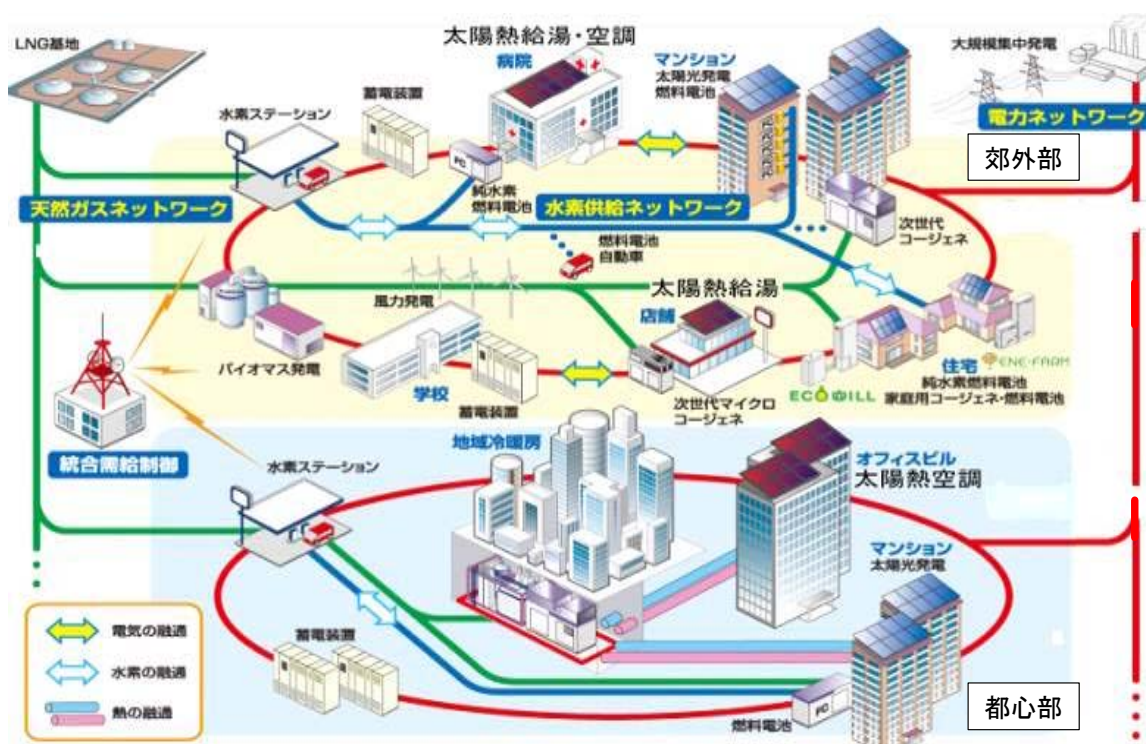 LNG基地
太陽熱給湯・空調
病院
マンション
太陽光発電
燃料電池
大規模集中発電
蓄電装置
水素ステーション
電力ネットワーク
郊外部
FC
純水素
燃料電池
天然ガスネットワーク
水素供給ネットワーク
次世代
コージェネ
燃料電池
自動車
太陽熱給湯
風力発電
店舗
バイオマス発電
学校
蓄電装置
次世代マイクロ
コージェネ
ECOWILL
住宅
ENE・FARM
純水素燃料電池
家庭用コージェネ・燃料電池
統合需給制御
地域冷暖房
水素ステーション
オフィスビル
太陽熱空調
マンション
太陽光発電
電気の融通
水素の融通
熱の融通
蓄電装置
FC
燃料電池
都心部